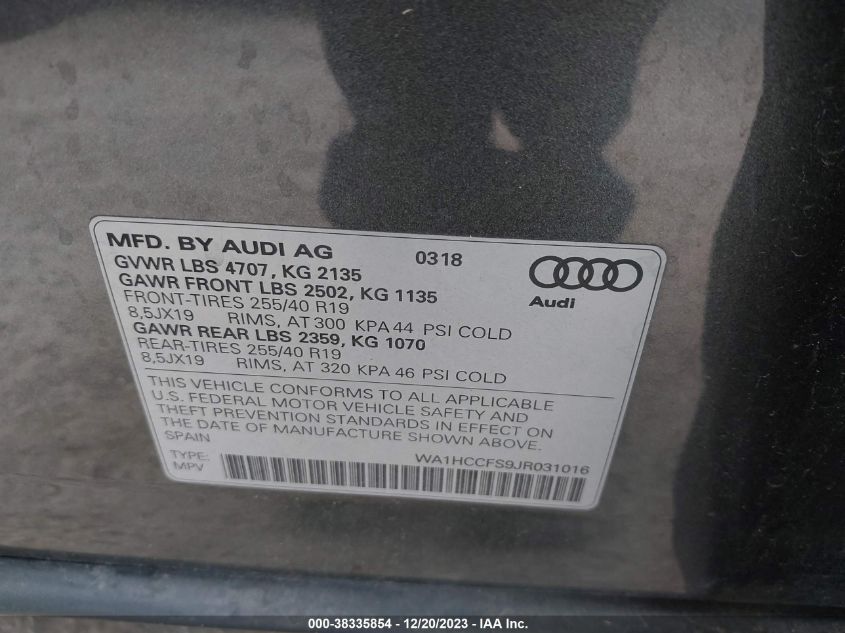 MFD. BY AUDI AG 0318
GVWR LBS 4707, KG 2135
GAWR FRONT LBS 2502, KG 1135
FRONT-TIRES 255/40 R19
8,5JX19 RIMS, AT 300 KPA 44 PSI COLD
GAWR REAR LBS 2359, KG 1070
REAR-TIRES 255/40 R19
8,5JX19 RIMS, AT 320 KPA 46 PSI COLD
Audi
THIS VEHICLE CONFORMS TO ALL APPLICABLE
U.S. FEDERAL MOTOR VEHICLE SAFETY AND
THEFT PREVENTION STANDARDS IN EFFECT ON
THE DATE OF MANUFACTURE SHOWN ABOVE.
SPAIN
TYPE: WA1HCCFS9JR031016
MPV
000-38335854 - 12/20/2023 - IAA Inc.